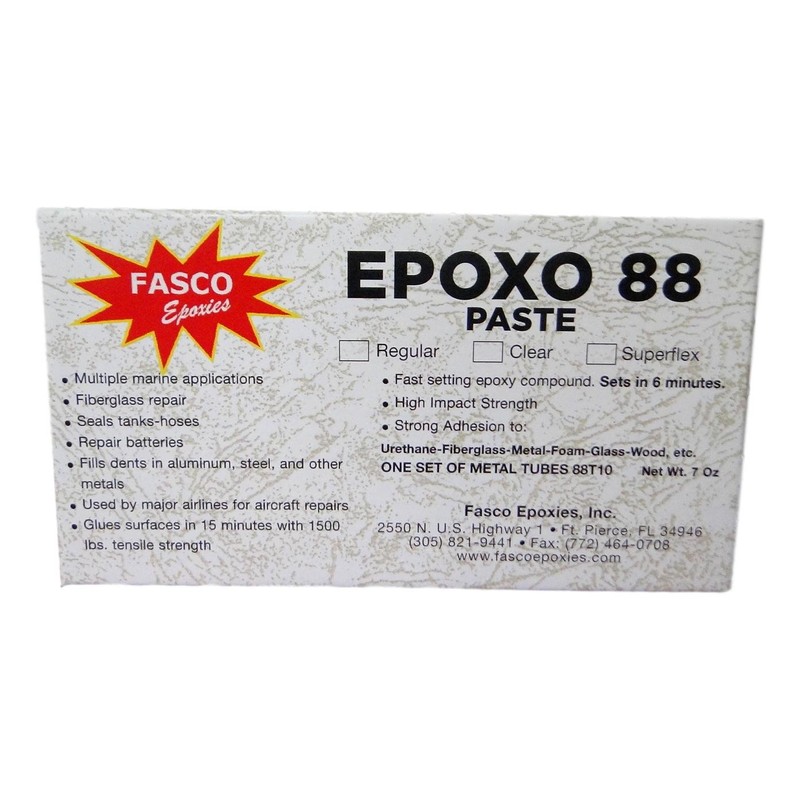 FASCO
Epoxies
EPOXO 88
PASTE
Regular Clear Superflex
• Multiple marine applications
• Fiberglass repair
• Seals tanks-hoses
• Repair batteries
• Fills dents in aluminum, steel, and other
metals
• Used by major airlines for aircraft repairs
• Glues surfaces in 15 minutes with 1500
lbs. tensile strength
• Fast setting epoxy compound. Sets in 6 minutes.
• High Impact Strength
• Strong Adhesion to:
Urethane-Fiberglass-Metal-Foam-Glass-Wood, etc.
ONE SET OF METAL TUBES 88T10 Net Wt. 7 Oz
Fasco Epoxies, Inc.
2550 N. U.S. Highway 1 • Ft. Pierce, FL 34946
(305) 821-9441 • Fax: (772) 464-0708
www.fascoepoxies.com